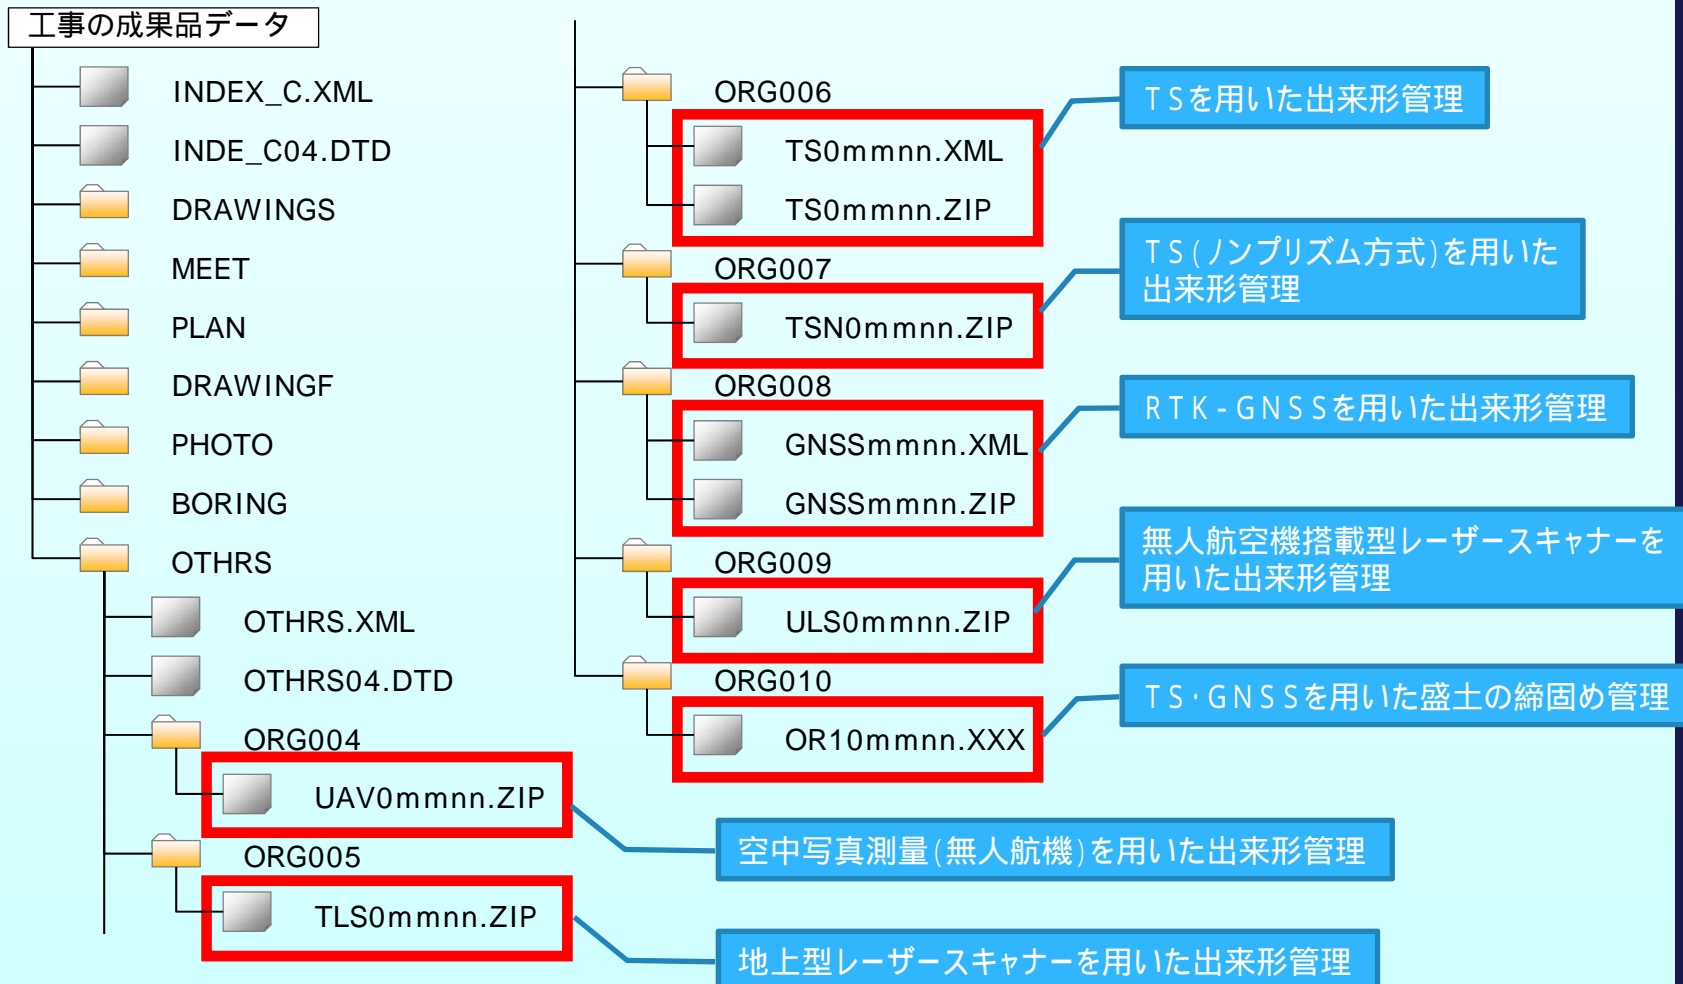 工事の成果品データ
INDEX_C.XML
INDE_C04.DTD
DRAWINGS
MEET
PLAN
DRAWINGF
PHOTO
BORING
OTHRS
OTHRS.XML
OTHRS04.DTD
ORG004
UAV0mmnn.ZIP
空中写真測量(無人航機)を用いた出来形管理
ORG005
TLS0mmnn.ZIP
地上型レーザースキャナーを用いた出来形管理
ORG006
TS0mmnn.XML
TS0mmnn.ZIP
TSを用いた出来形管理
ORG007
TSN0mmnn.ZIP
TS(ノンプリズム方式)を用いた
出来形管理
ORG008
GNSSmmnn.XML
GNSSmmnn.ZIP
RTK-GNSSを用いた出来形管理
ORG009
ULS0mmnn.ZIP
無人航空機搭載型レーザースキャナーを
用いた出来形管理
ORG010
OR10mmnn.XXX
TS・GNSSを用いた盛土の締固め管理